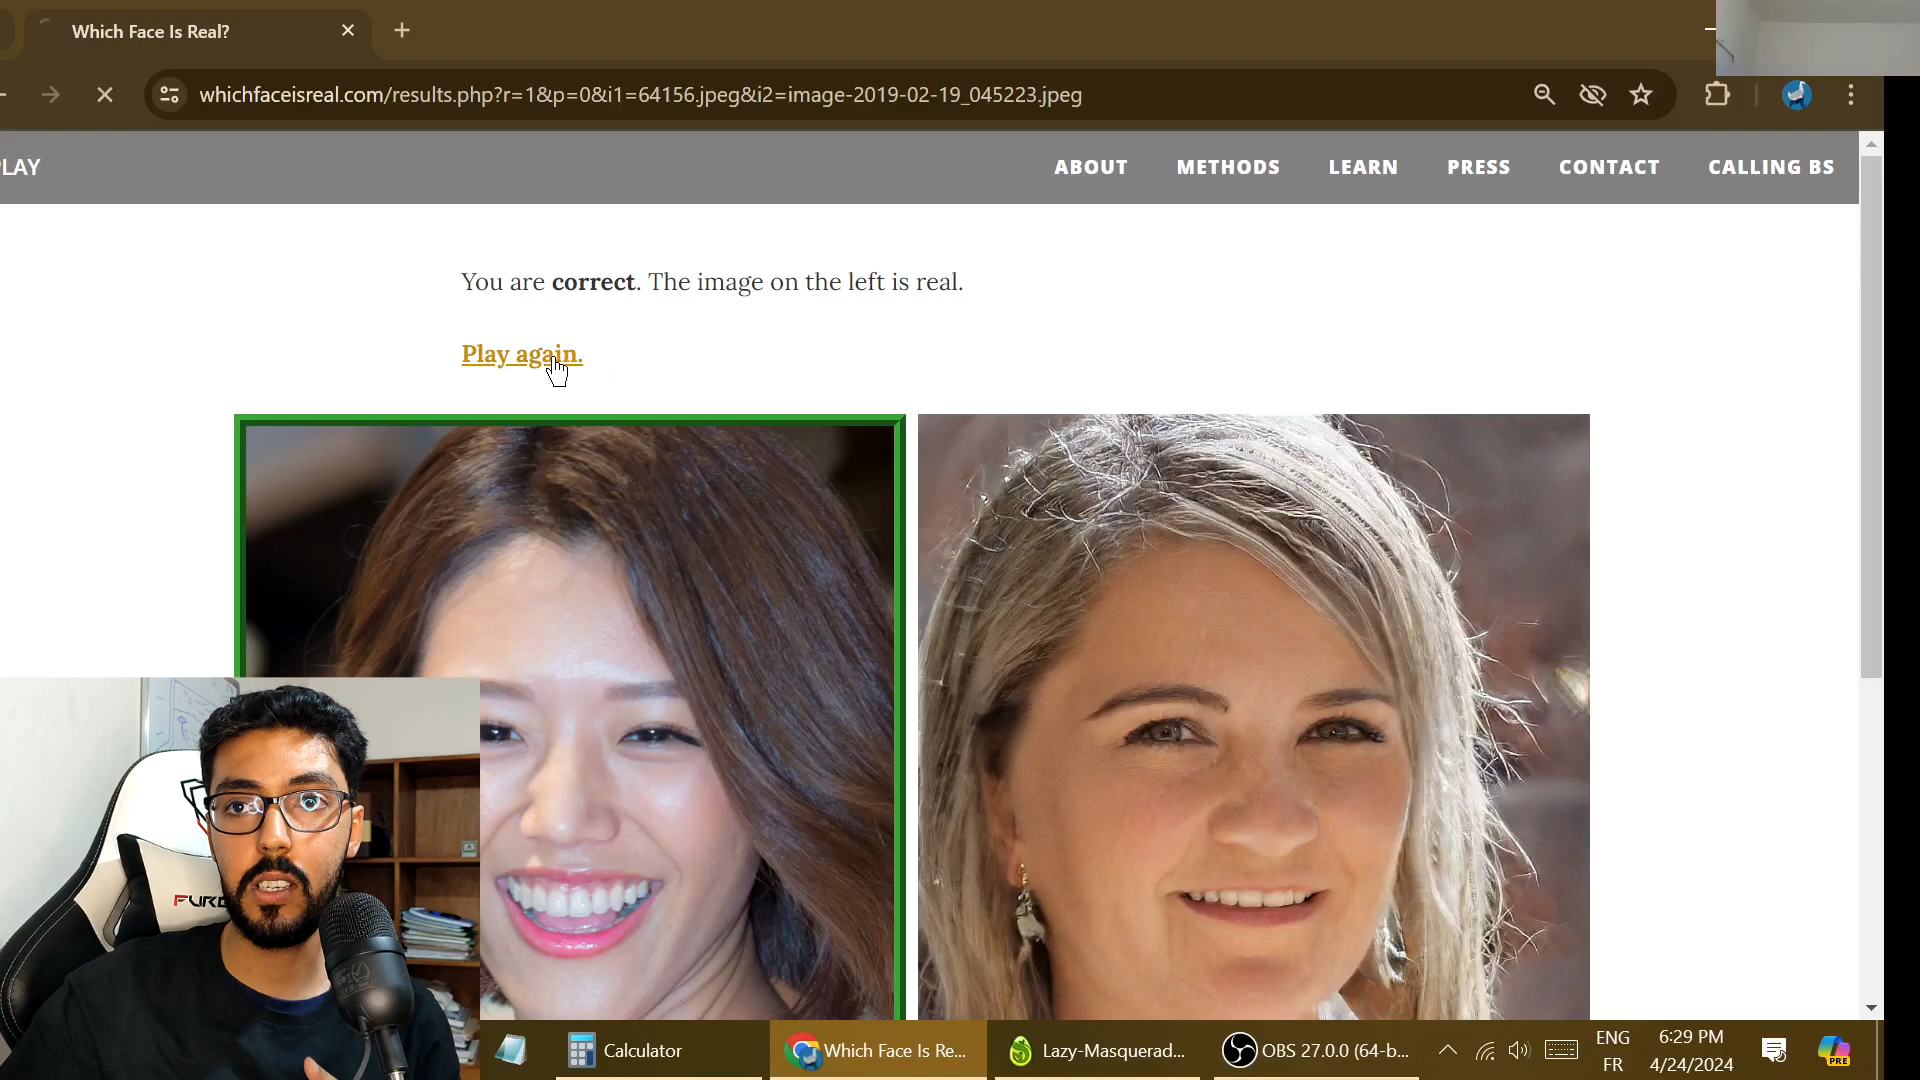 Which Face Is Real?
whichfaceisreal.com/results.php?r=1&p=0&i1=64156.jpeg&i2=image-2019-02-19_045223.jpeg
PLAY
ABOUT METHODS LEARN PRESS CONTACT CALLING BS
You are correct. The image on the left is real.
Play again.
Calculator
Which Face Is Re...
Lazy-Masquerad...
OBS 27.0.0 (64-b...
ENG
FR
6:29 PM
4/24/2024
PRE